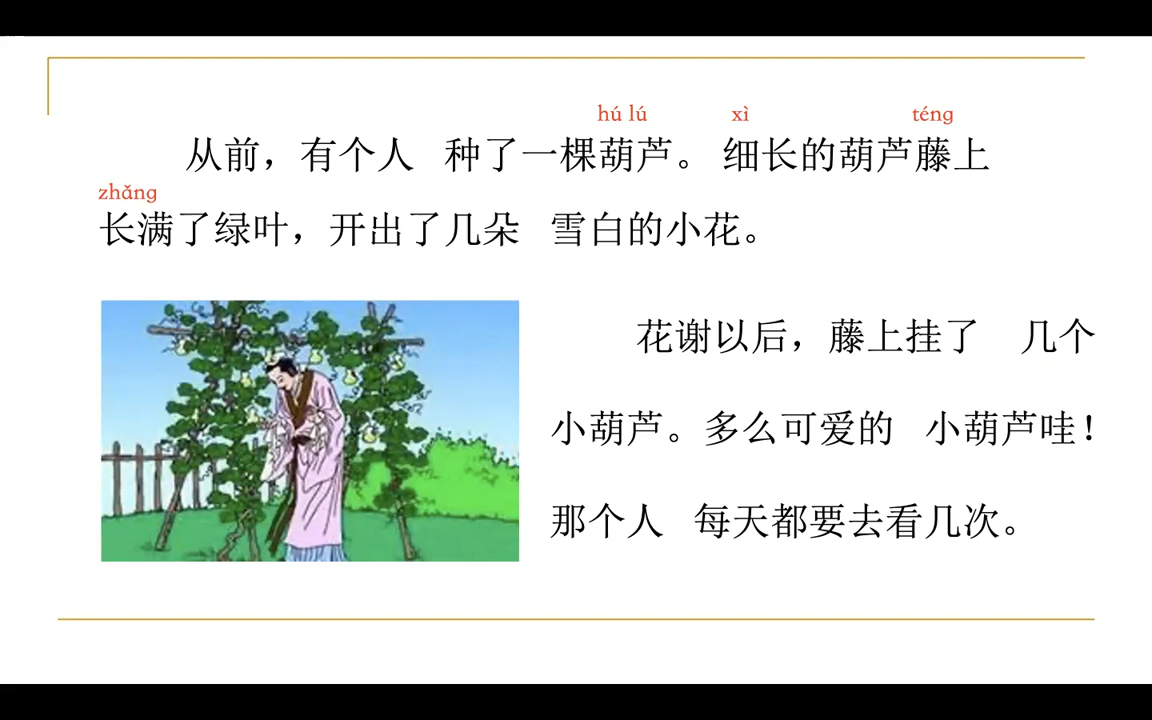 hú lú xì téng
从前，有个人 种了一棵葫芦。细长的葫芦藤上
zhǎng
长满了绿叶，开出了几朵 雪白的小花。
花谢以后，藤上挂了 几个
小葫芦。多么可爱的 小葫芦哇！
那个人 每天都要去看几次。